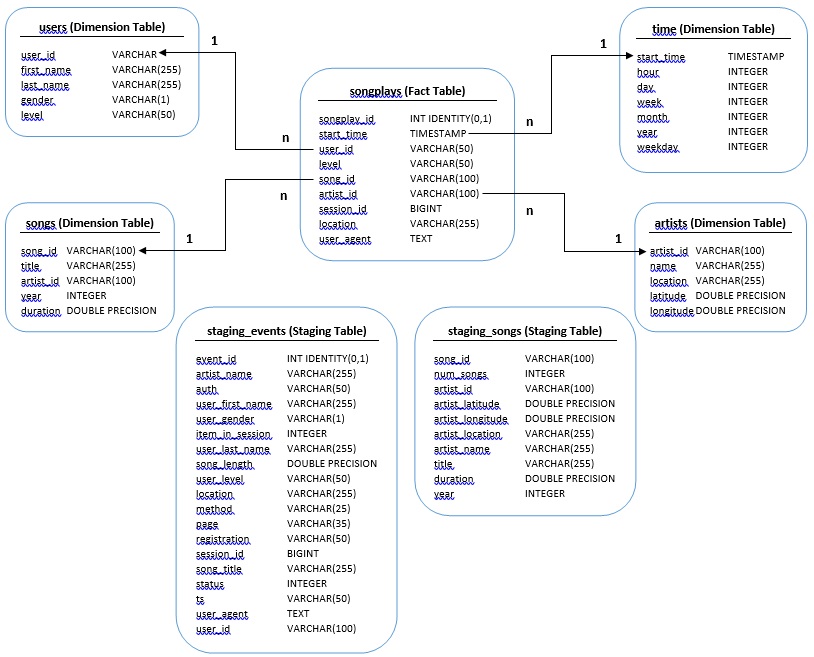 users (Dimension Table)
user_id VARCHAR
first_name VARCHAR(255)
last_name VARCHAR(255)
gender VARCHAR(1)
level VARCHAR(50)
1
n
songplays (Fact Table)
songplay_id INT IDENTITY(0,1)
start_time TIMESTAMP
user_id VARCHAR(50)
level VARCHAR(50)
song_id VARCHAR(100)
artist_id VARCHAR(100)
session_id BIGINT
location VARCHAR(255)
user_agent TEXT
1
n
time (Dimension Table)
start_time TIMESTAMP
hour INTEGER
day INTEGER
week INTEGER
month INTEGER
year INTEGER
weekday INTEGER
songs (Dimension Table)
song_id VARCHAR(100)
title VARCHAR(255)
artist_id VARCHAR(100)
year INTEGER
duration DOUBLE PRECISION
n
1
n
1
artists (Dimension Table)
artist_id VARCHAR(100)
name VARCHAR(255)
location VARCHAR(255)
latitude DOUBLE PRECISION
longitude DOUBLE PRECISION
staging_events (Staging Table)
event_id INT IDENTITY(0,1)
artist_name VARCHAR(255)
auth VARCHAR(50)
user_first_name VARCHAR(255)
user_gender VARCHAR(1)
item_in_session INTEGER
user_last_name VARCHAR(255)
song_length DOUBLE PRECISION
user_level VARCHAR(50)
location VARCHAR(255)
method VARCHAR(25)
page VARCHAR(35)
registration VARCHAR(50)
session_id BIGINT
song_title VARCHAR(255)
status INTEGER
ts VARCHAR(50)
user_agent TEXT
user_id VARCHAR(100)
staging_songs (Staging Table)
song_id VARCHAR(100)
num_songs INTEGER
artist_id VARCHAR(100)
artist_latitude DOUBLE PRECISION
artist_longitude DOUBLE PRECISION
artist_location VARCHAR(255)
artist_name VARCHAR(255)
title VARCHAR(255)
duration DOUBLE PRECISION
year INTEGER